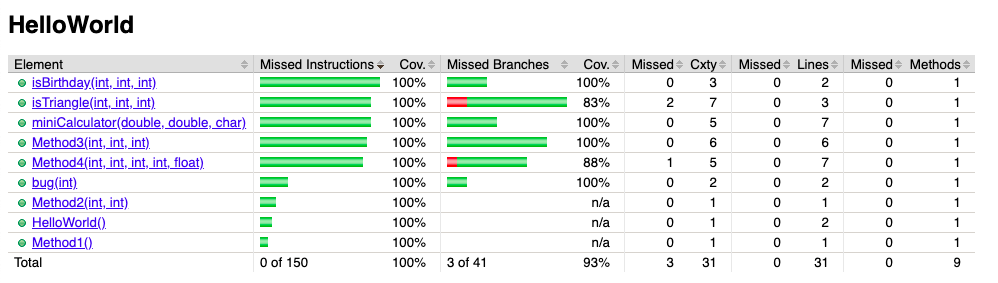 HelloWorld
Element Missed Instructions Cov. Missed Branches Cov. Missed Cxty Missed Lines Missed Methods
isBirthday(int, int, int) 100% 100% 0 3 0 2 0 1
isTriangle(int, int, int) 100% 83% 2 7 0 3 0 1
miniCalculator(double, double, char) 100% 100% 0 5 0 7 0 1
Method3(int, int, int) 100% 100% 0 6 0 6 0 1
Method4(int, int, int, int, float) 100% 88% 1 5 0 7 0 1
bug(int) 100% 100% 0 2 0 2 0 1
Method2(int, int) 100% n/a 0 1 0 1 0 1
HelloWorld() 100% n/a 0 1 0 2 0 1
Method1() 100% n/a 0 1 0 1 0 1
Total 0 of 150 100% 3 of 41 93% 3 31 0 31 0 9